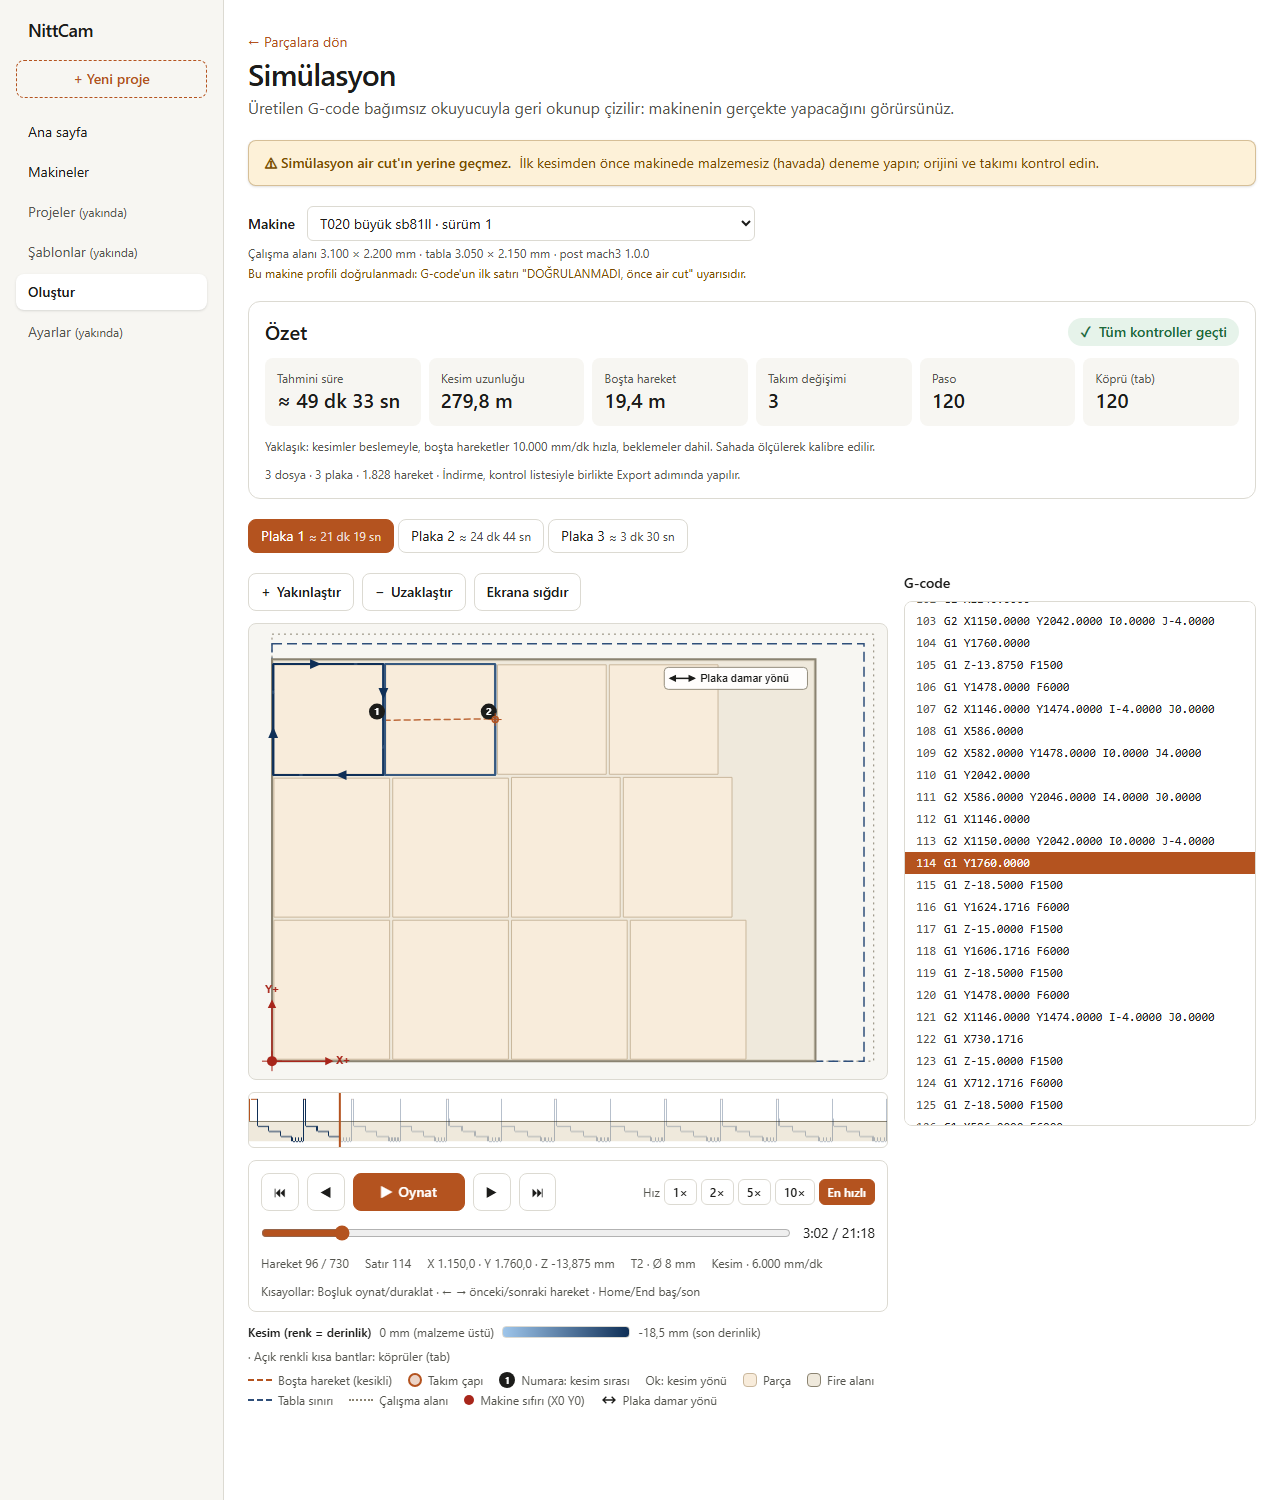 NittCam
+ Yeni proje
Ana sayfa
Makineler
Projeler (yakında)
Şablonlar (yakında)
Oluştur
Ayarlar (yakında)
← Parçalara dön
Simülasyon
Üretilen G-code bağımsız okuyucuyla geri okunup çizilir: makinenin gerçekte yapacağını görürsünüz.
⚠ Simülasyon air cut'ın yerine geçmez. İlk kesimden önce makinede malzemesiz (havada) deneme yapın; orijini ve takımı kontrol edin.
Makine
T020 büyük sb81ll · sürüm 1
Çalışma alanı 3.100 × 2.200 mm · tabla 3.050 × 2.150 mm · post mach3 1.0.0
Bu makine profili doğrulanmadı: G-code'un ilk satırı "DOĞRULANMADI, önce air cut" uyarısıdır.
Özet
✓ Tüm kontroller geçti
Tahmini süre
≈ 49 dk 33 sn
Kesim uzunluğu
279,8 m
Boşta hareket
19,4 m
Takım değişimi
3
Paso
120
Köprü (tab)
120
Yaklaşık: kesimler beslemeyle, boşta hareketler 10.000 mm/dk hızla, beklemeler dahil. Sahada ölçülerek kalibre edilir.
3 dosya · 3 plaka · 1.828 hareket · İndirme, kontrol listesiyle birlikte Export adımında yapılır.
Plaka 1 ≈ 21 dk 19 sn
Plaka 2 ≈ 24 dk 44 sn
Plaka 3 ≈ 3 dk 30 sn
+ Yakınlaştır
− Uzaklaştır
Ekrana sığdır
Plaka damar yönü
1
2
Y+
X+
G-code
103 G2 X1150.0000 Y2042.0000 I0.0000 J-4.0000
104 G1 Y1760.0000
105 G1 Z-13.8750 F1500
106 G1 Y1478.0000 F6000
107 G2 X1146.0000 Y1474.0000 I-4.0000 J0.0000
108 G1 X586.0000
109 G2 X582.0000 Y1478.0000 I0.0000 J4.0000
110 G1 Y2042.0000
111 G2 X586.0000 Y2046.0000 I4.0000 J0.0000
112 G1 X1146.0000
113 G2 X1150.0000 Y2042.0000 I0.0000 J-4.0000
114 G1 Y1760.0000
115 G1 Z-18.5000 F1500
116 G1 Y1624.1716 F6000
117 G1 Z-15.0000 F1500
118 G1 Y1606.1716 F6000
119 G1 Z-18.5000 F1500
120 G1 Y1478.0000 F6000
121 G2 X1146.0000 Y1474.0000 I-4.0000 J0.0000
122 G1 X730.1716
123 G1 Z-15.0000 F1500
124 G1 X712.1716 F6000
125 G1 Z-18.5000 F1500
▶ Oynat
Hız 1× 2× 5× 10× En hızlı
3:02 / 21:18
Hareket 96 / 730 Satır 114 X 1.150,0 · Y 1.760,0 · Z -13,875 mm T2 · Ø 8 mm Kesim · 6.000 mm/dk
Kısayollar: Boşluk oynat/duraklat · ← → önceki/sonraki hareket · Home/End baş/son
Kesim (renk = derinlik) 0 mm (malzeme üstü) -18,5 mm (son derinlik)
· Açık renkli kısa bantlar: köprüler (tab)
Boşta hareket (kesikli) Takım çapı 1 Numara: kesim sırası Ok: kesim yönü Parça Fire alanı
Tabla sınırı Çalışma alanı Makine sıfırı (X0 Y0) ↔ Plaka damar yönü